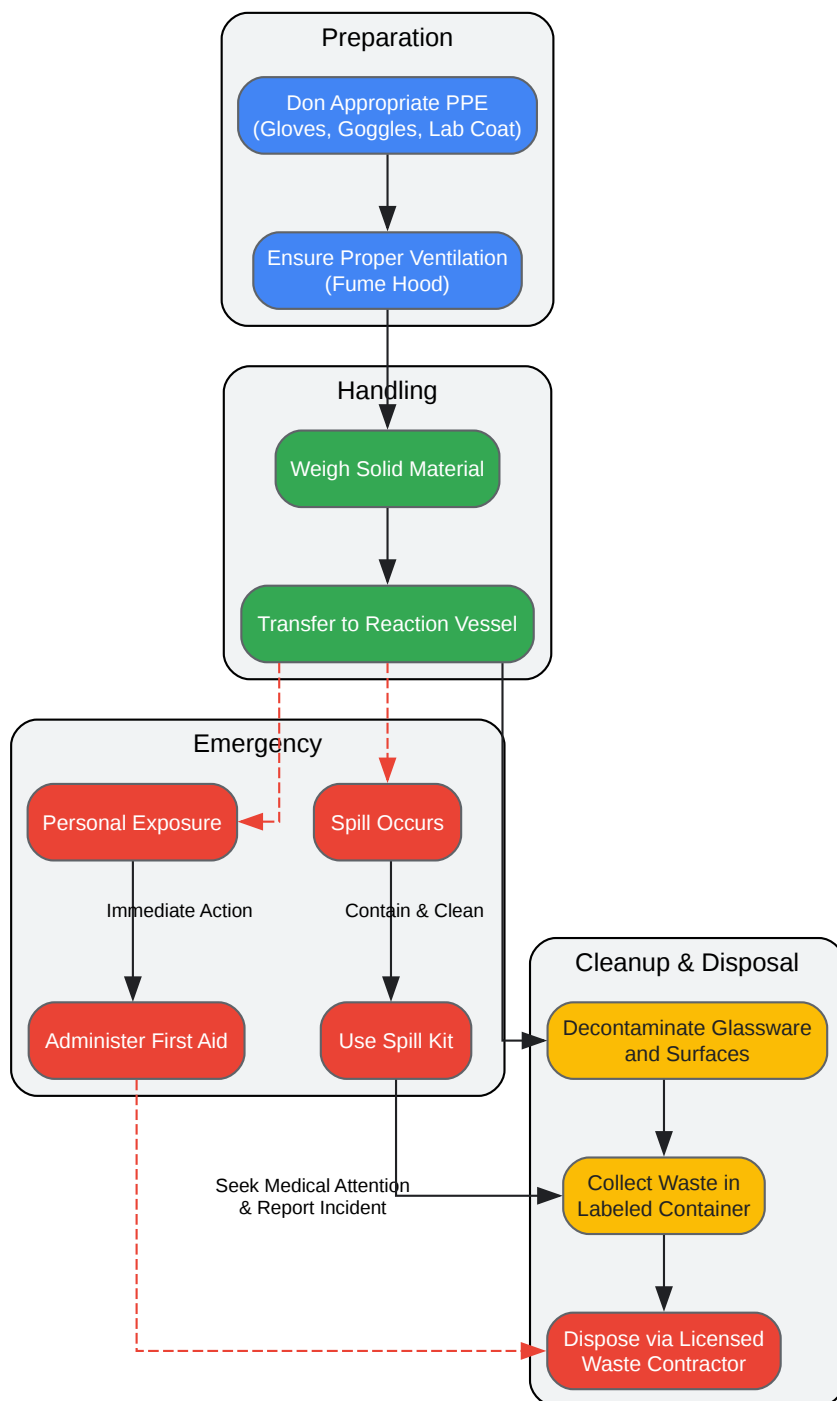 Preparation
Don Appropriate PPE
(Gloves, Goggles, Lab Coat)
Ensure Proper Ventilation
(Fume Hood)
Handling
Weigh Solid Material
Transfer to Reaction Vessel
Emergency
Personal Exposure
Spill Occurs
Immediate Action
Contain & Clean
Administer First Aid
Use Spill Kit
Seek Medical Attention
& Report Incident
Cleanup & Disposal
Decontaminate Glassware
and Surfaces
Collect Waste in
Labeled Container
Dispose via Licensed
Waste Contractor